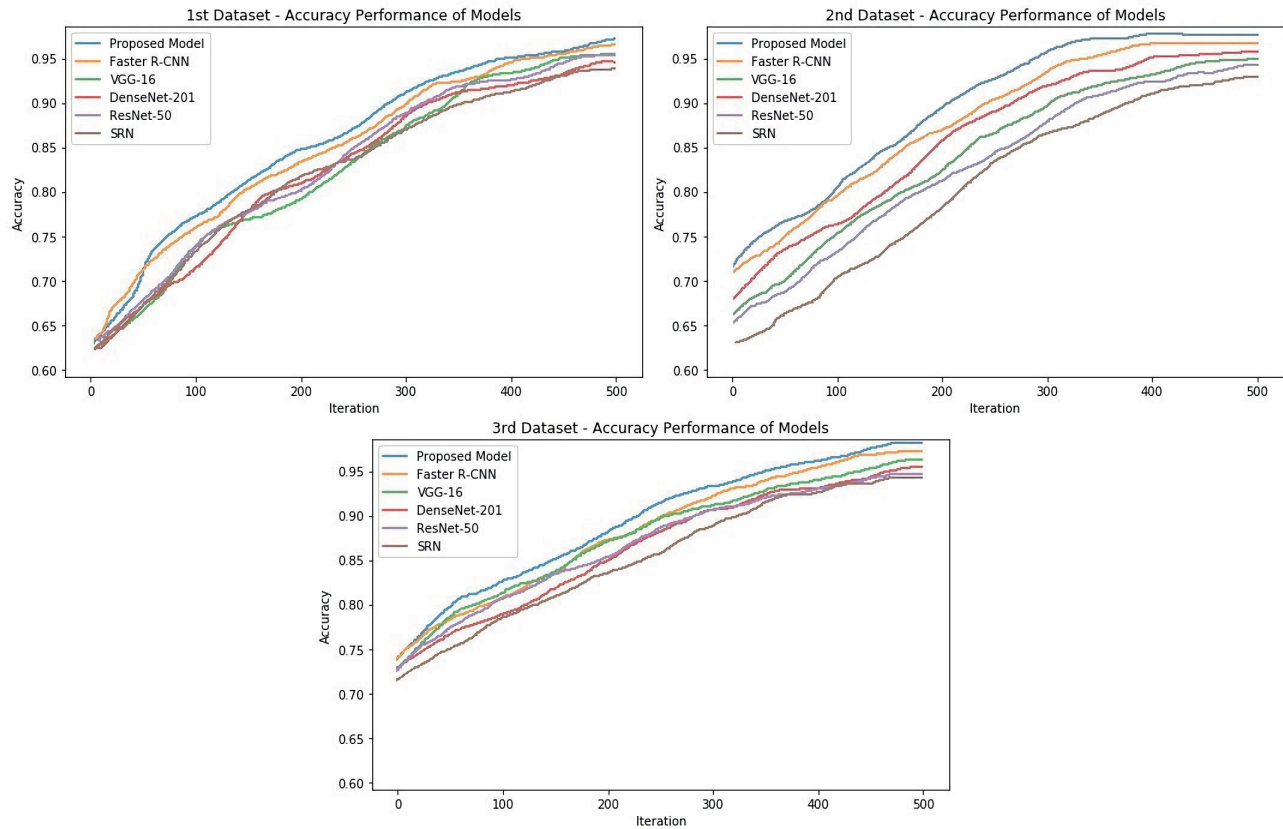 1st Dataset - Accuracy Performance of Models
Proposed Model
Faster R-CNN
VGG-16
DenseNet-201
ResNet-50
SRN
0.95
0.90
0.85
0.80
0.75
0.70
0.65
0.60
Accuracy
0 100 200 300 400 500
Iteration
2nd Dataset - Accuracy Performance of Models
Proposed Model
Faster R-CNN
VGG-16
DenseNet-201
ResNet-50
SRN
0.95
0.90
0.85
0.80
0.75
0.70
0.65
0.60
Accuracy
0 100 200 300 400 500
Iteration
3rd Dataset - Accuracy Performance of Models
Proposed Model
Faster R-CNN
VGG-16
DenseNet-201
ResNet-50
SRN
0.95
0.90
0.85
0.80
0.75
0.70
0.65
0.60
Accuracy
0 100 200 300 400 500
Iteration